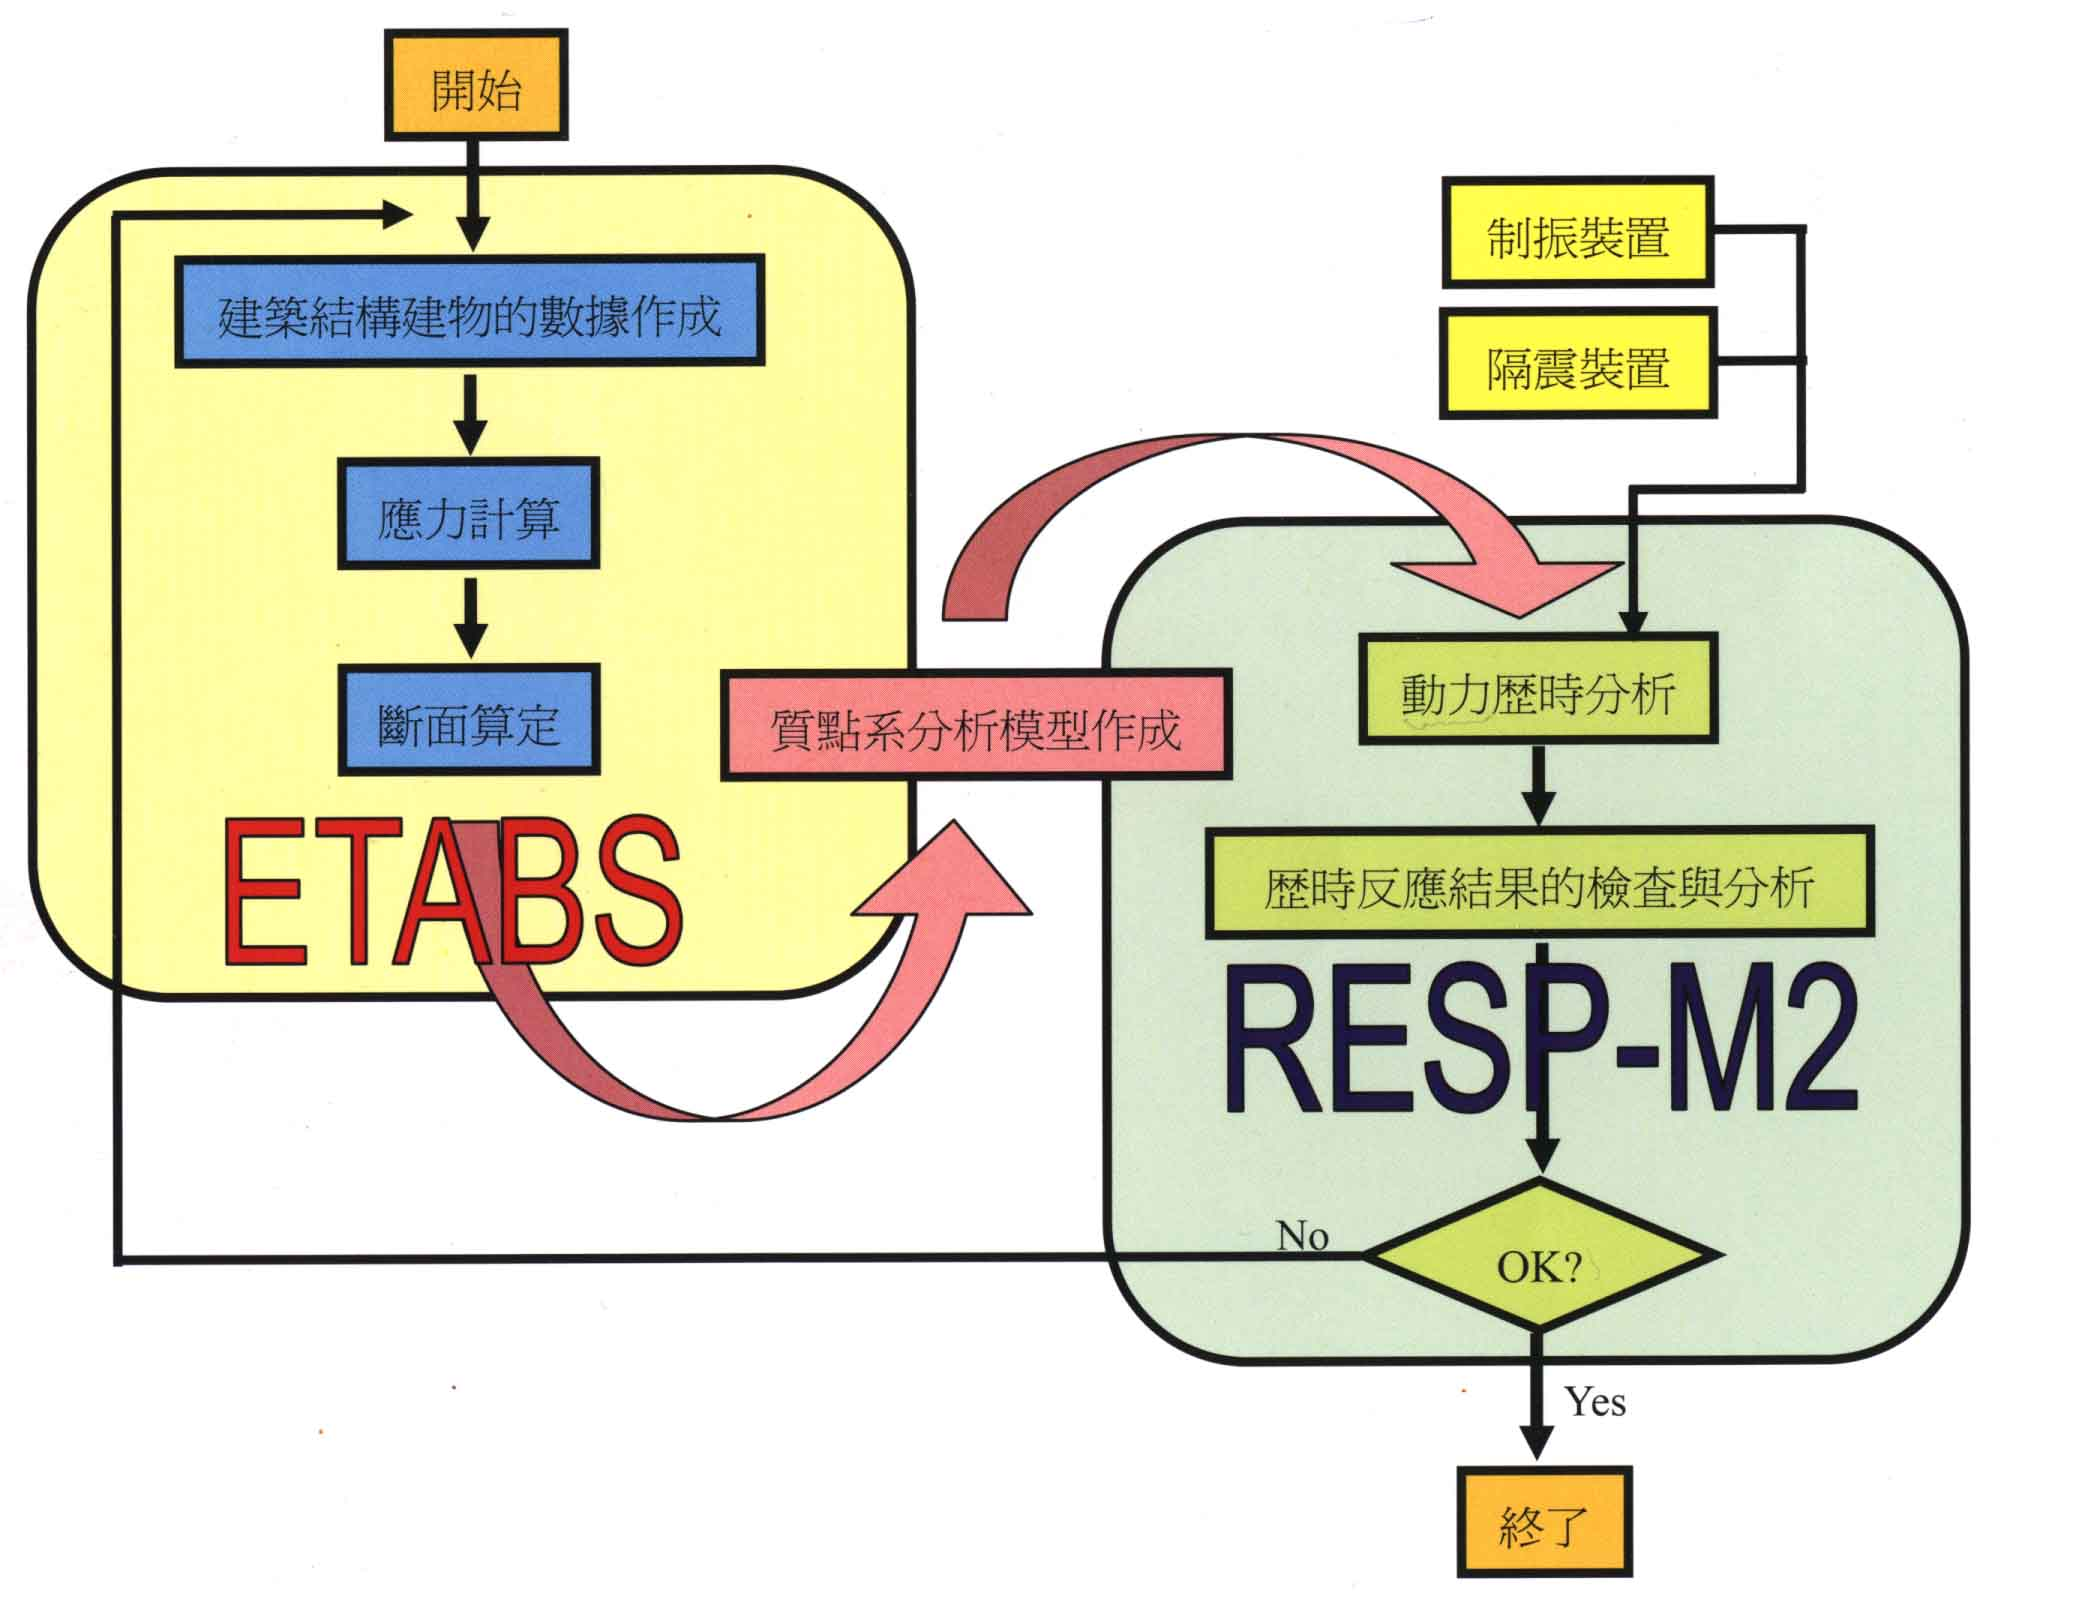 開始
建築結構建物的數據作成
應力計算
斷面算定
ETABS
質點系分析模型作成
制振裝置
隔震裝置
動力歷時分析
歷時反應結果的檢查與分析
RESP-M2
OK?
No
Yes
終了